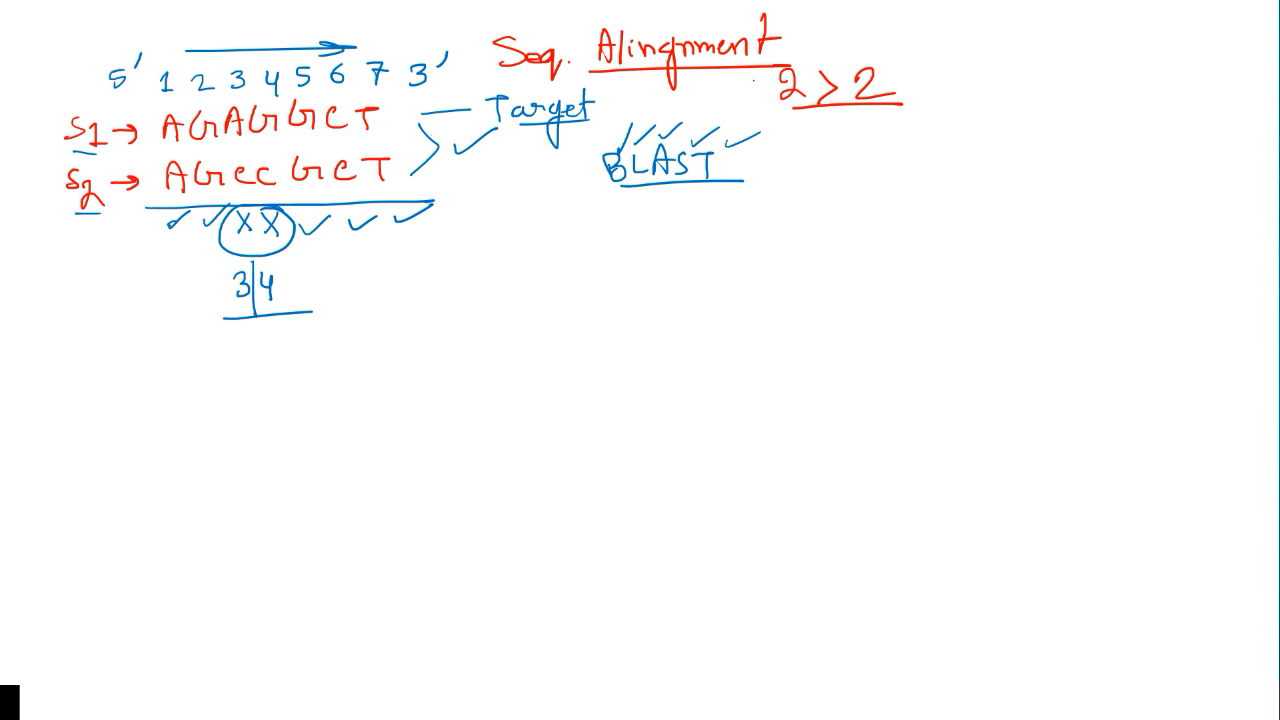 Seq. Alingnment
2 > 2
5' 1 2 3 4 5 6 7 3'
S1 → AGAGGCT — Target
S2 → AGCCGCT
BLAST
✓ ✓ X X ✓ ✓ ✓
3|4